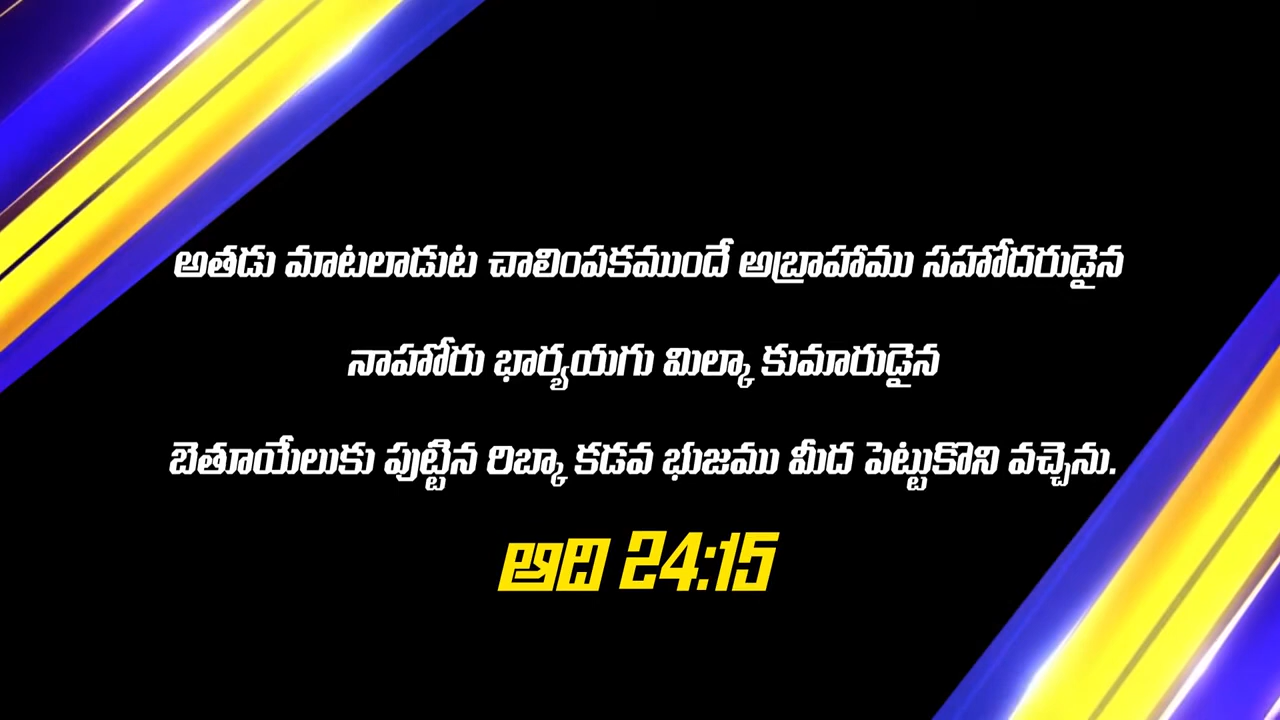 అతడు మాటలాడుట చాలింపకముందే అబ్రాహాము సహోదరుడైన
నాహోరు భార్యయగు మిల్కా కుమారుడైన
బెతూయేలుకు పుట్టిన రిబ్కా కడవ భుజము మీద పెట్టుకొని వచ్చెను.
ఆది 24:15